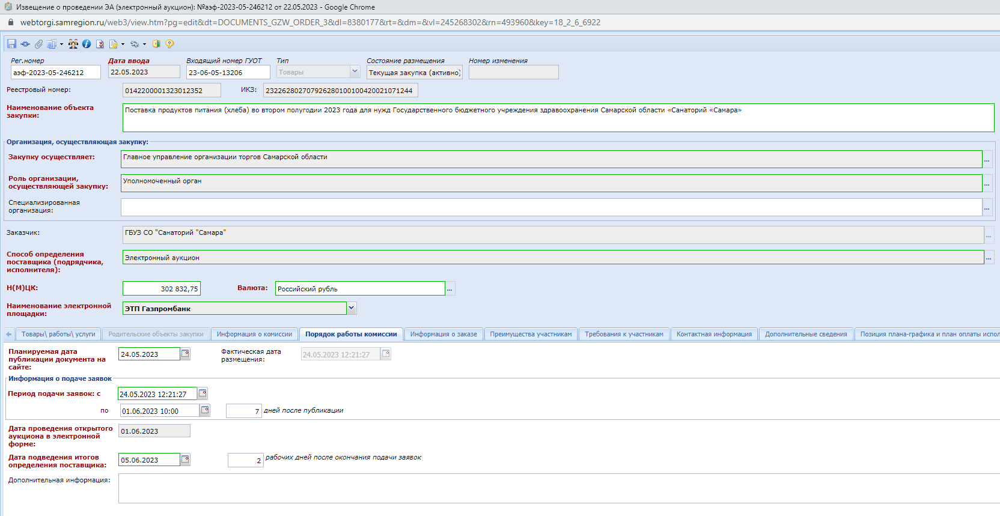 Извещение о проведении ЭА (электронный аукцион): №аэф-2023-05-246212 от 22.05.2023 - Google Chrome
webtorgi.samregion.ru/web3/view.htm?pg=edit&dt=DOCUMENTS_GZW_ORDER_3&dl=8380177&rt=&dm=&vl=245268302&rn=493960&key=18_2_6_6922
Рег.номер Дата ввода Входящий номер ГУОТ Тип Состояние размещения Номер изменения
аэф-2023-05-246212 22.05.2023 23-06-05-13206 Товары Текущая закупка (активно)
Реестровый номер: 0142200001323012352 ИКЗ: 232262802707926280100100420021071244
Наименование объекта
закупки:
Поставка продуктов питания (хлеба) во втором полугодии 2023 года для нужд Государственного бюджетного учреждения здравоохранения Самарской области «Санаторий «Самара»
Организация, осуществляющая закупку:
Закупку осуществляет: Главное управление организации торгов Самарской области ...
Роль организации,
осуществляющей закупку:
Уполномоченный орган ...
Специализированная
организация:
...
Заказчик: ГБУЗ СО "Санаторий "Самара" ...
Способ определения
поставщика (подрядчика,
исполнителя):
Электронный аукцион ...
Н(М)ЦК: 302 832,75 Валюта: Российский рубль ...
Наименование электронной
площадки:
ЭТП Газпромбанк
Товары\ работы\ услуги Родительские объекты закупки Информация о комиссии Порядок работы комиссии Информация о заказе Преимущества участникам Требования к участникам Контактная информация Дополнительные сведения Позиция плана-графика и план оплаты испол
Планируемая дата
публикации документа на
сайте:
24.05.2023
Фактическая дата
размещения:
24.05.2023 12:21:27
Информация о подаче заявок
Период подачи заявок: с 24.05.2023 12:21:27
по 01.06.2023 10:00 7 дней после публикации
Дата проведения открытого
аукциона в электронной
форме:
01.06.2023
Дата подведения итогов
определения поставщика:
05.06.2023 2 рабочих дней после окончания подачи заявок
Дополнительная информация: